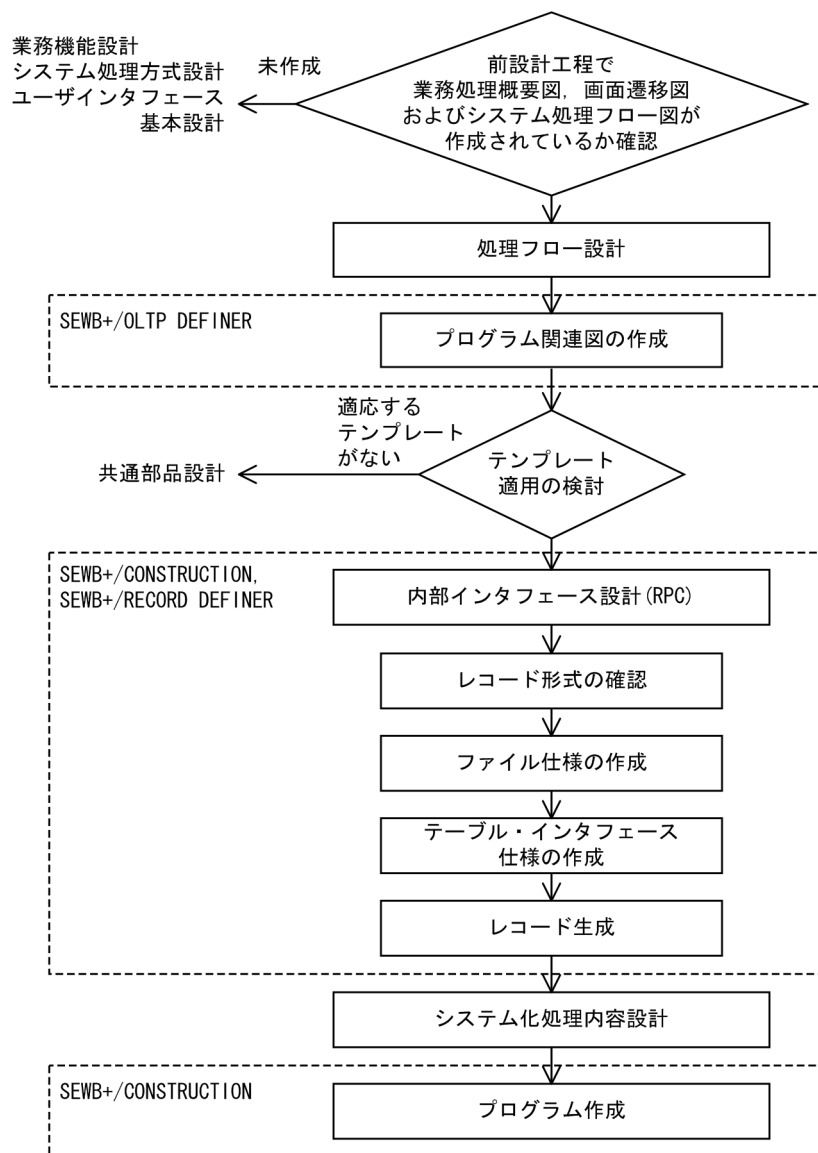 業務機能設計
システム処理方式設計
ユーザインタフェース
基本設計
未作成
前設計工程で
業務処理概要図，画面遷移図
およびシステム処理フロー図が
作成されているか確認
処理フロー設計
SEWB+/OLTP DEFINER
プログラム関連図の作成
適応する
テンプレート
がない
共通部品設計
テンプレート
適用の検討
SEWB+/CONSTRUCTION,
SEWB+/RECORD DEFINER
内部インタフェース設計(RPC)
レコード形式の確認
ファイル仕様の作成
テーブル・インタフェース
仕様の作成
レコード生成
システム化処理内容設計
SEWB+/CONSTRUCTION
プログラム作成